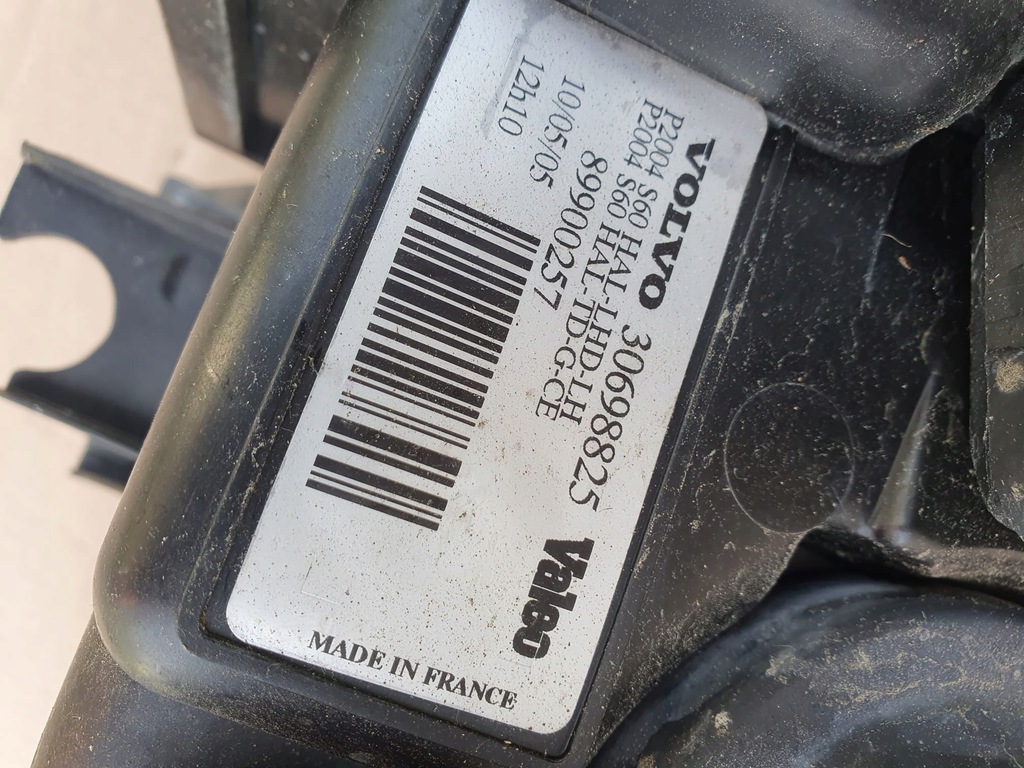 VOLVO 30698825 Valeo
P2004 S60 HAL-LHD-LH
P2004 S60 HAL-TD-G-CE
89900257
10/05/05
12h10
MADE IN FRANCE